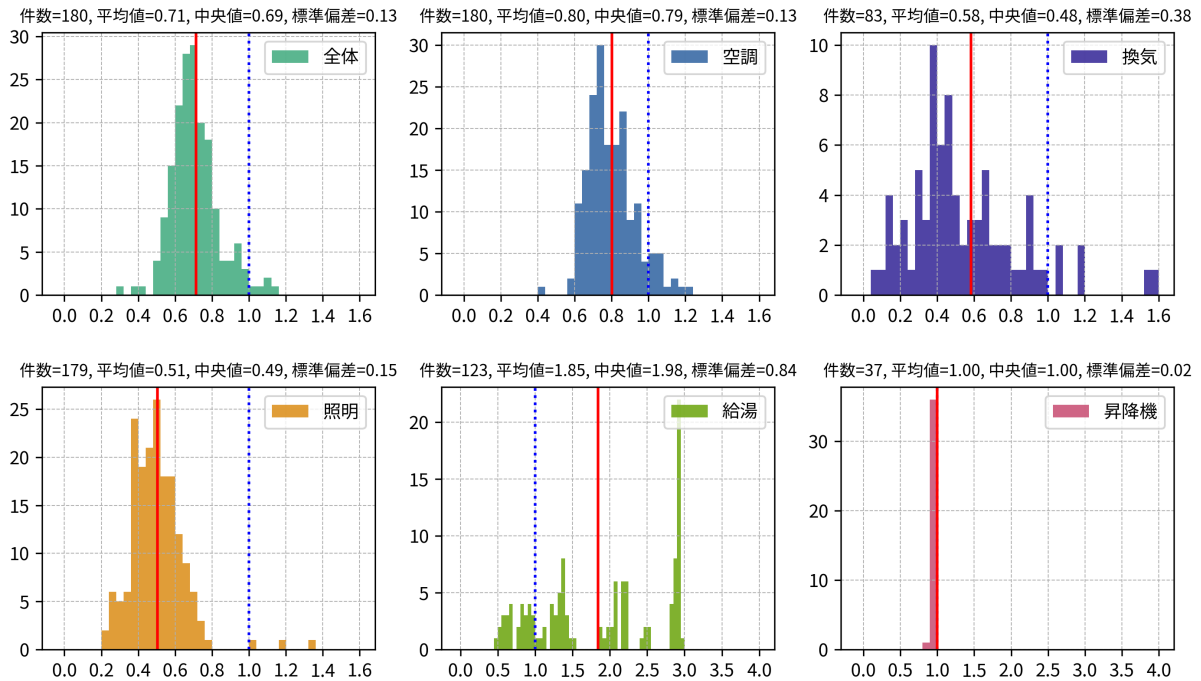 件数=180, 平均値=0.71, 中央値=0.69, 標準偏差=0.13
全体
30
25
20
15
10
5
0
0.0 0.2 0.4 0.6 0.8 1.0 1.2 1.4 1.6
件数=180, 平均値=0.80, 中央値=0.79, 標準偏差=0.13
空調
30
25
20
15
10
5
0
0.0 0.2 0.4 0.6 0.8 1.0 1.2 1.4 1.6
件数=83, 平均値=0.58, 中央値=0.48, 標準偏差=0.38
換気
10
8
6
4
2
0
0.0 0.2 0.4 0.6 0.8 1.0 1.2 1.4 1.6
件数=179, 平均値=0.51, 中央値=0.49, 標準偏差=0.15
照明
25
20
15
10
5
0
0.0 0.2 0.4 0.6 0.8 1.0 1.2 1.4 1.6
件数=123, 平均値=1.85, 中央値=1.98, 標準偏差=0.84
給湯
20
15
10
5
0
0.0 0.5 1.0 1.5 2.0 2.5 3.0 3.5 4.0
件数=37, 平均値=1.00, 中央値=1.00, 標準偏差=0.02
昇降機
30
20
10
0
0.0 0.5 1.0 1.5 2.0 2.5 3.0 3.5 4.0